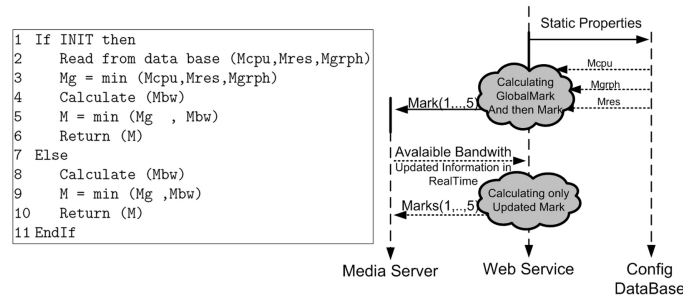 1 If INIT then
2 Read from data base (Mcpu,Mres,Mgrph)
3 Mg = min (Mcpu,Mres,Mgrph)
4 Calculate (Mbw)
5 M = min (Mg , Mbw)
6 Return (M)
7 Else
8 Calculate (Mbw)
9 M = min (Mg ,Mbw)
10 Return (M)
11 EndIf
Static Properties
Mcpu
Mgrph
Mres
Calculating
GlobalMark
And then Mark
Mark(1,..,5)
Avalaible Bandwith
Updated Information in
RealTime
Calculating only
Updated Mark
Marks(1,..,5)
Media Server
Web Service
Config
DataBase